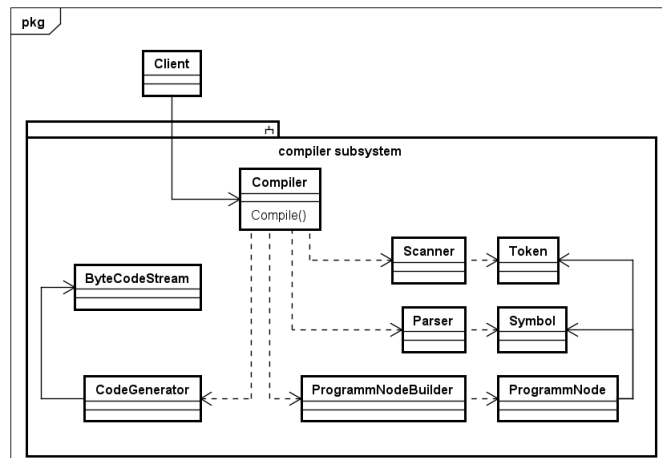 pkg
Client
compiler subsystem
Compiler
Compile()
Scanner
Token
ByteCodeStream
Parser
Symbol
CodeGenerator
ProgrammNodeBuilder
ProgrammNode